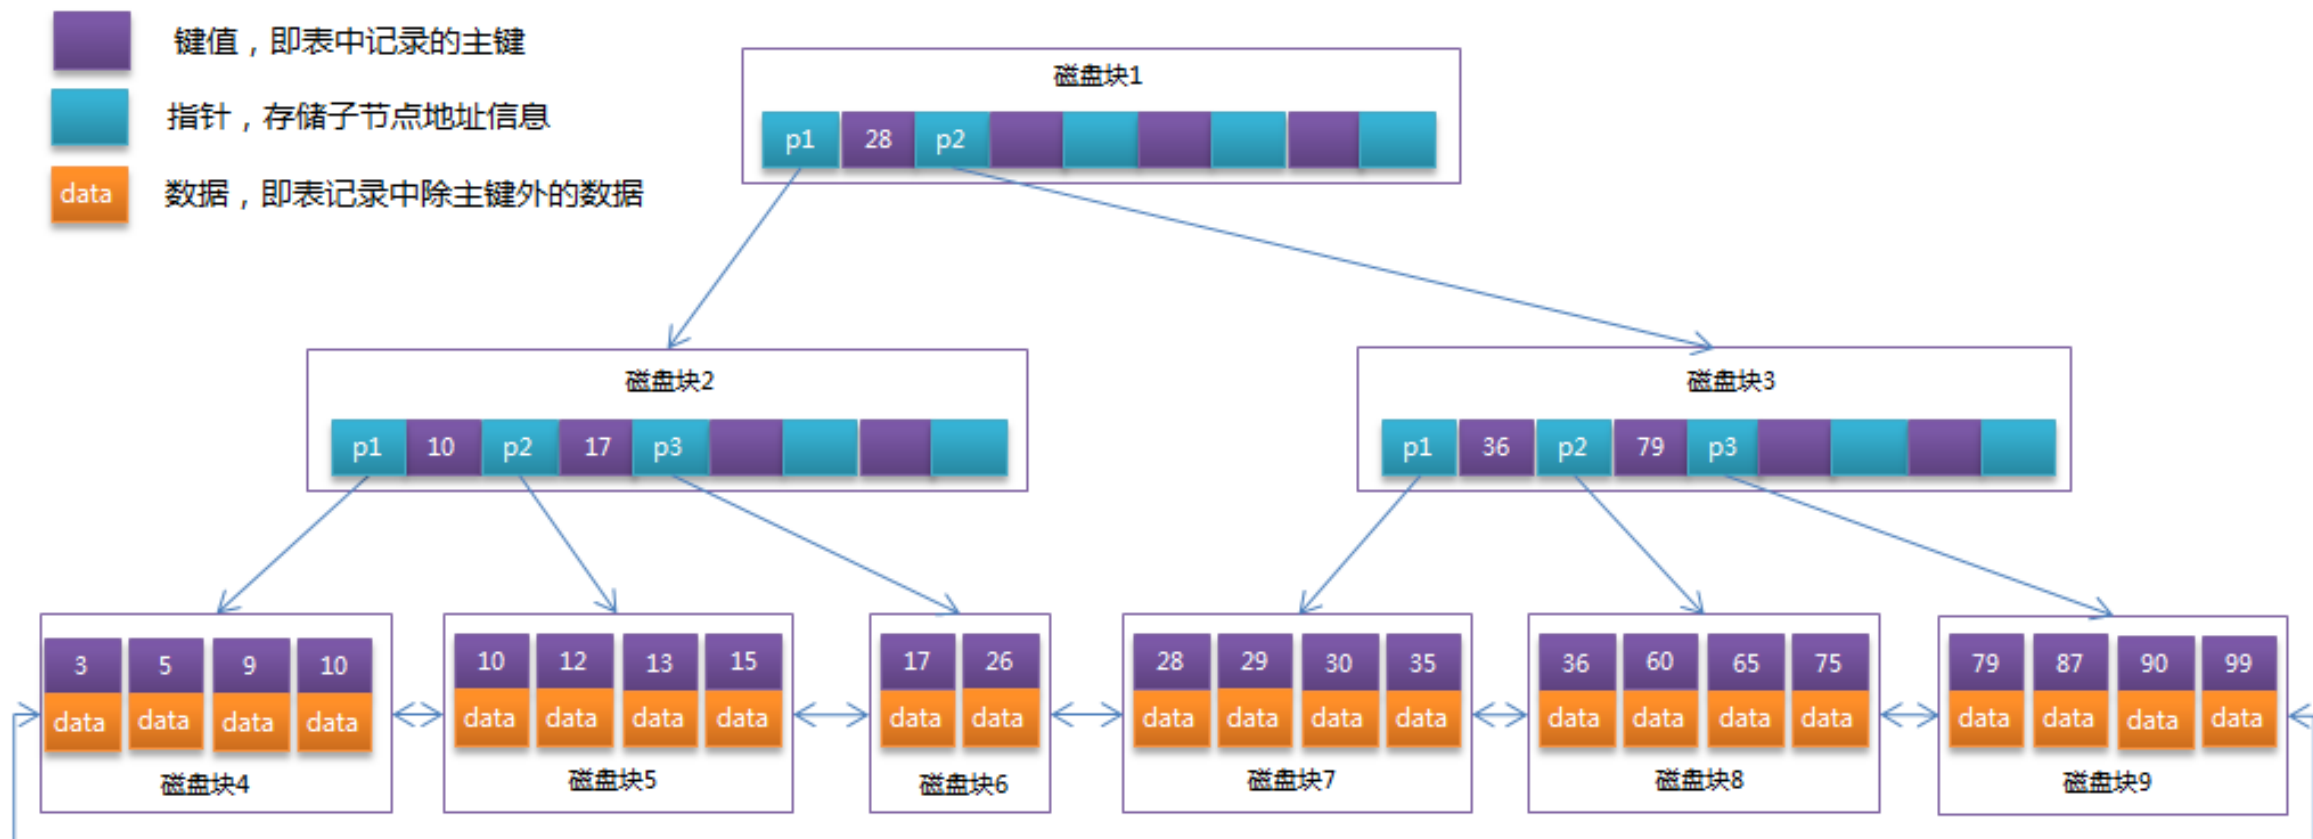 键值，即表中记录的主键
指针，存储子节点地址信息
data 数据，即表记录中除主键外的数据
磁盘块1
p1 28 p2
磁盘块2
p1 10 p2 17 p3
磁盘块3
p1 36 p2 79 p3
3 5 9 10
data data data data
磁盘块4
10 12 13 15
data data data data
磁盘块5
17 26
data data
磁盘块6
28 29 30 35
data data data data
磁盘块7
36 60 65 75
data data data data
磁盘块8
79 87 90 99
data data data data
磁盘块9